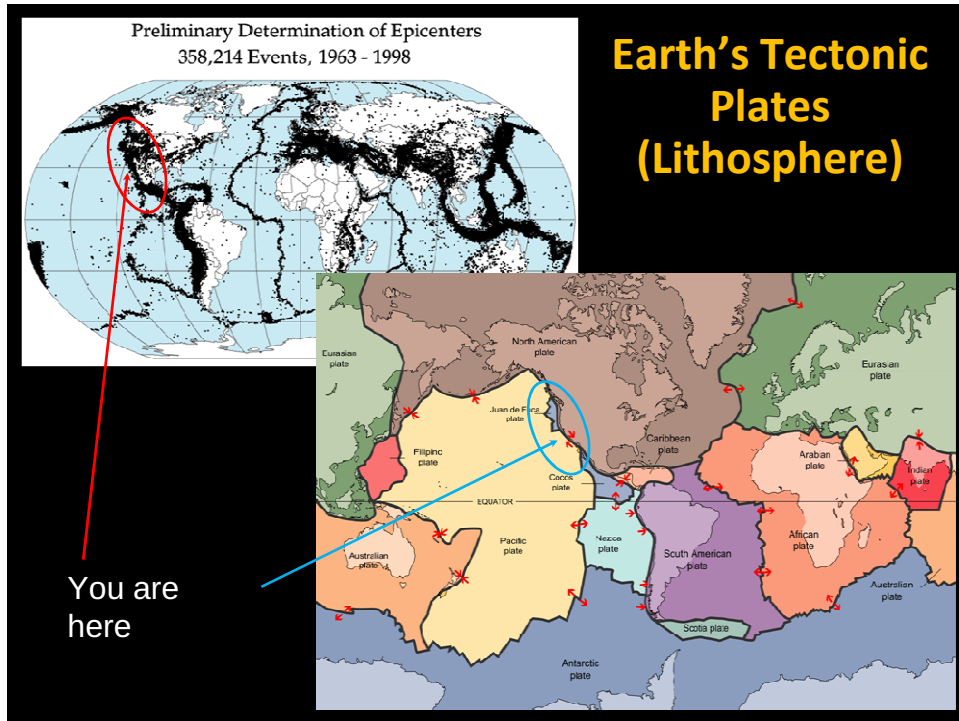 Preliminary Determination of Epicenters
358,214 Events, 1963 - 1998
Earth's Tectonic
Plates
(Lithosphere)
You are
here
Eurasian
plate
North American
plate
Eurasian
plate
Juan de Fuca
plate
Caribbean
plate
Filipino
plate
Arabian
plate
Indian
plate
Cocos
plate
EQUATOR
Pacific
plate
Nazca
plate
African
plate
Australian
plate
South American
plate
Australian
plate
Scotia plate
Antarctic
plate